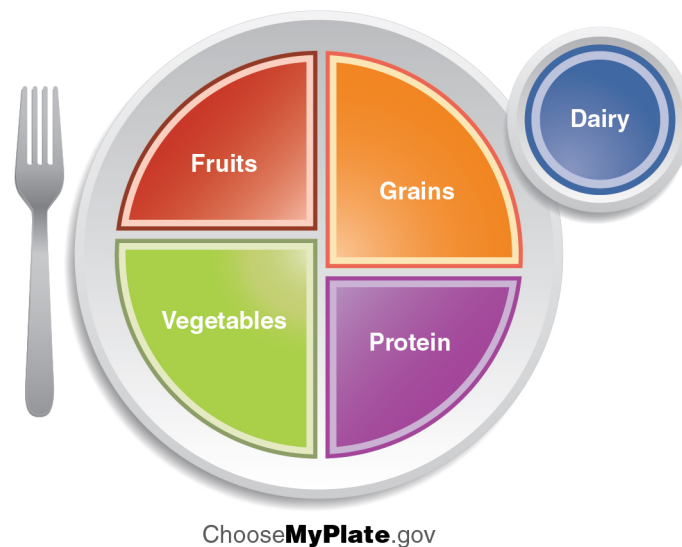 Fruits
Grains
Dairy
Vegetables
Protein
ChooseMyPlate.gov